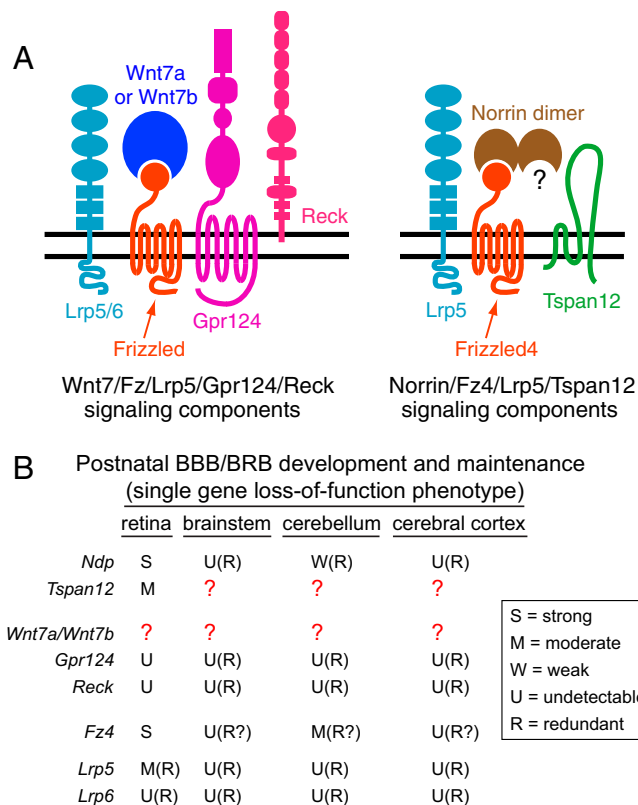 A
Wnt7a
or Wnt7b
Norrin dimer
?
Reck
Lrp5/6
Gpr124
Lrp5
Tspan12
Frizzled
Frizzled4
Wnt7/Fz/Lrp5/Gpr124/Reck
signaling components
Norrin/Fz4/Lrp5/Tspan12
signaling components
B
Postnatal BBB/BRB development and maintenance
(single gene loss-of-function phenotype)
retina brainstem cerebellum cerebral cortex
Ndp S U(R) W(R) U(R)
Tspan12 M ? ? ?
Wnt7a/Wnt7b ? ? ? ?
Gpr124 U U(R) U(R) U(R)
Reck U U(R) U(R) U(R)
Fz4 S U(R?) M(R?) U(R?)
Lrp5 M(R) U(R) U(R) U(R)
Lrp6 U(R) U(R) U(R) U(R)
S = strong
M = moderate
W = weak
U = undetectable
R = redundant